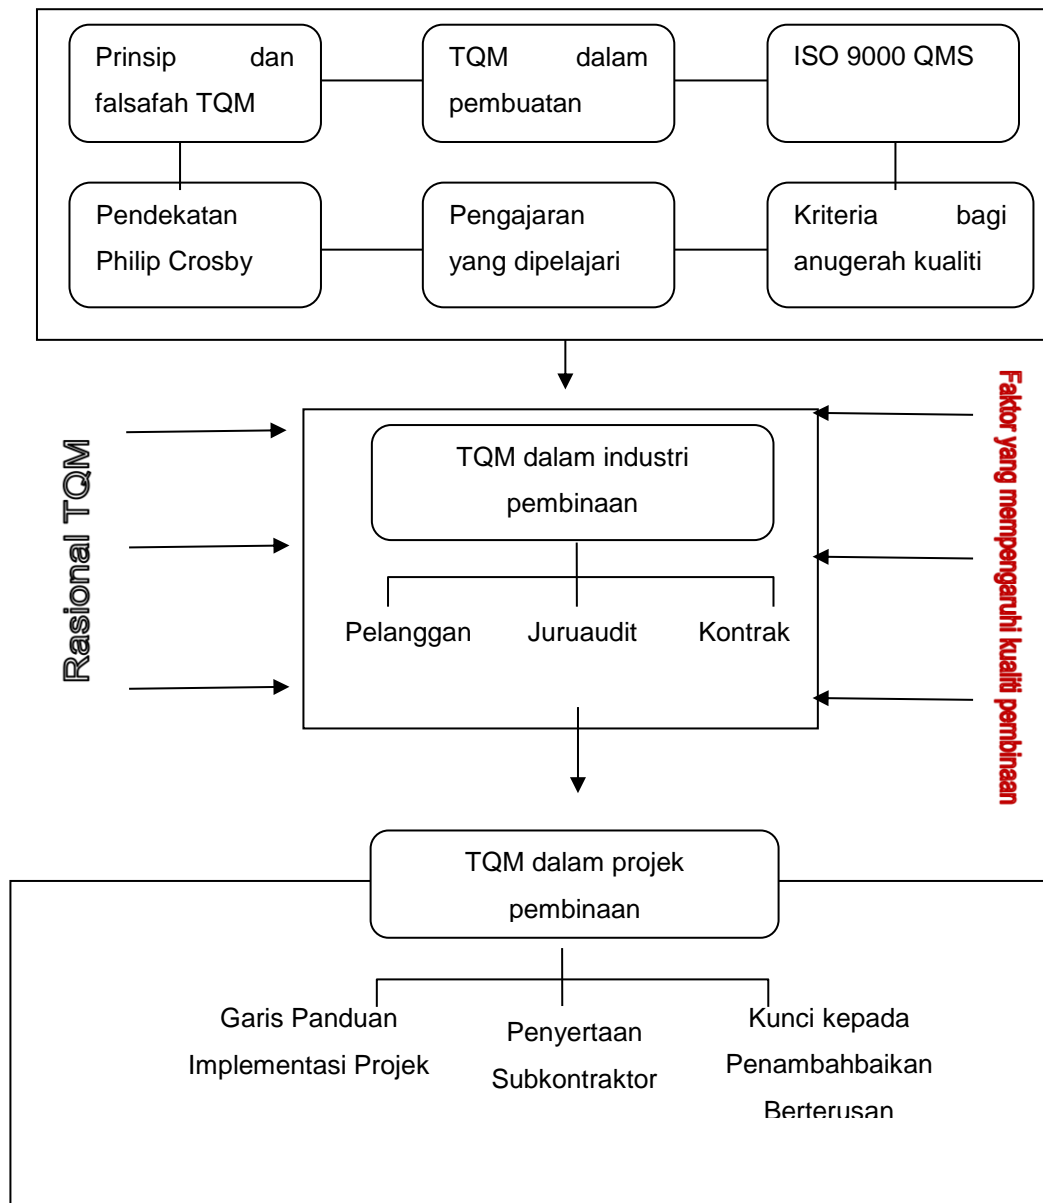 Prinsip dan
falsafah TQM
TQM dalam
pembuatan
ISO 9000 QMS
Pendekatan
Philip Crosby
Pengajaran
yang dipelajari
Kriteria bagi
anugerah kualiti
Rasional TQM
TQM dalam industri
pembinaan
Pelanggan
Juruaudit
Kontrak
Faktor yang mempengaruhi kualiti pembinaan
TQM dalam projek
pembinaan
Garis Panduan
Implementasi Projek
Penyertaan
Subkontraktor
Kunci kepada
Penambahbaikan
Berterusan